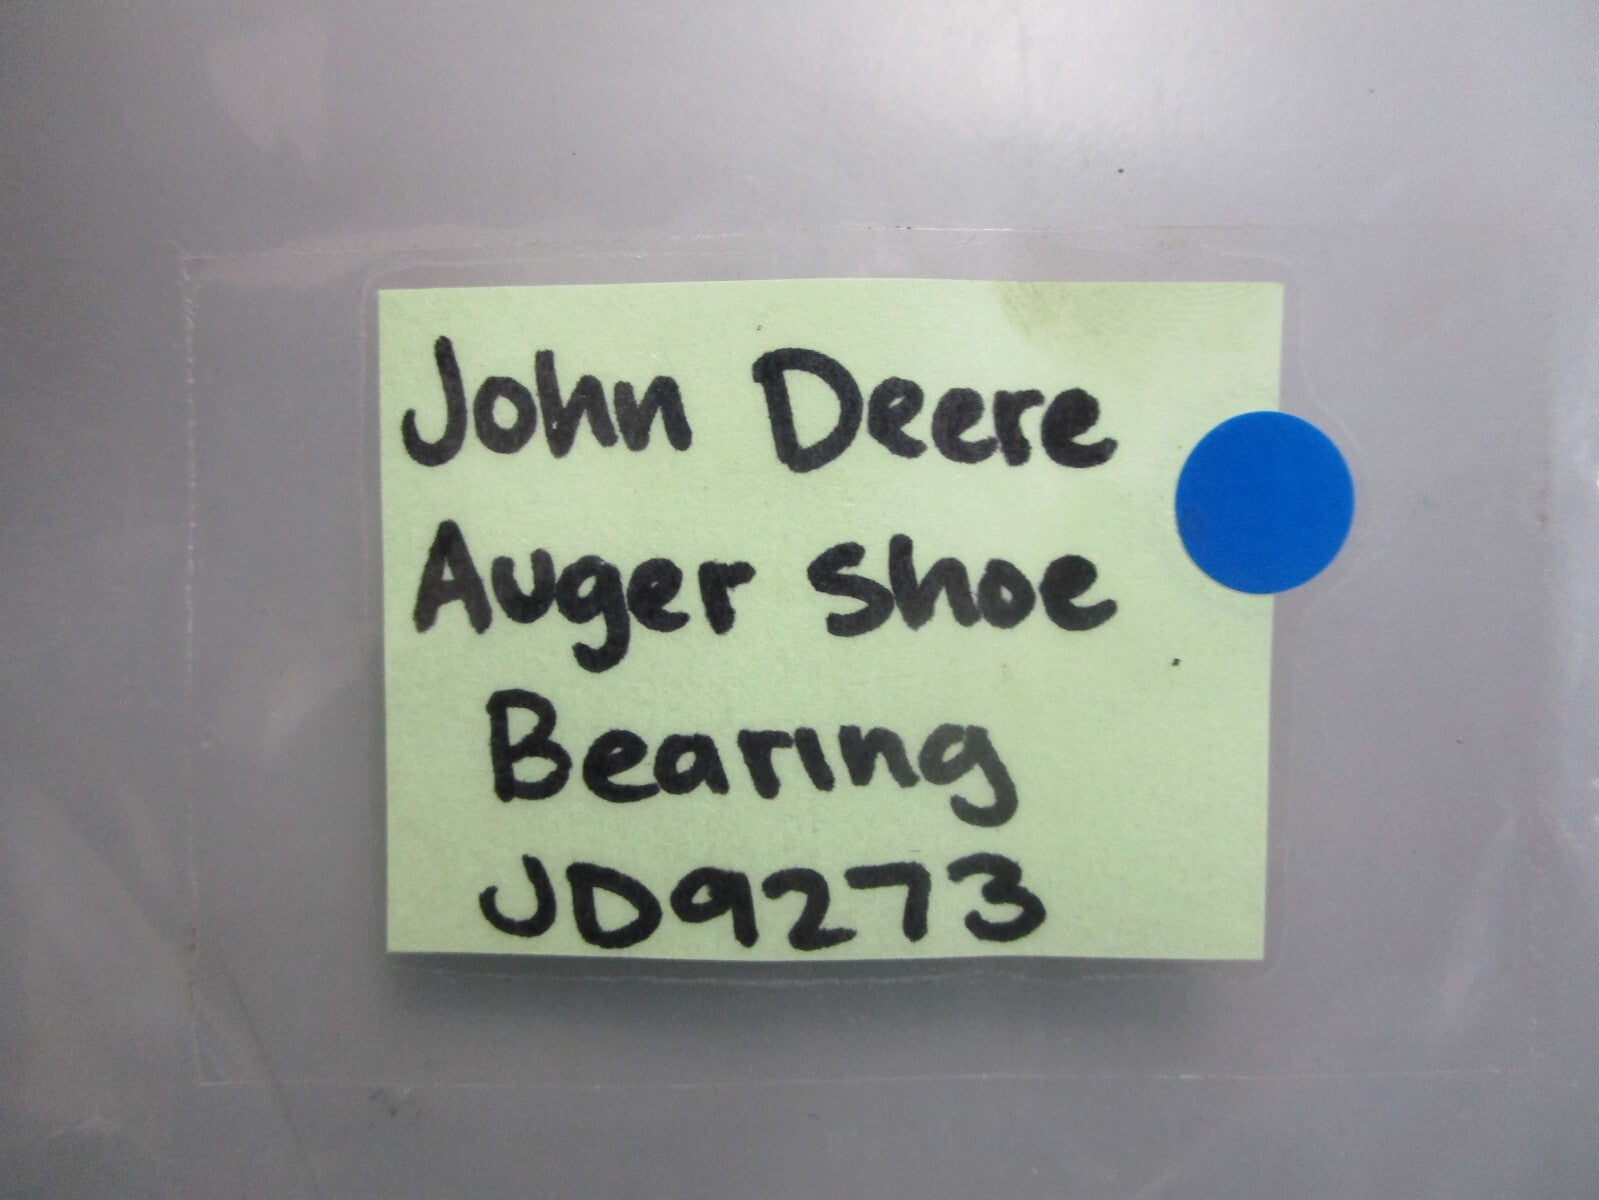 John Deere
Auger Shoe
Bearing
JD9273